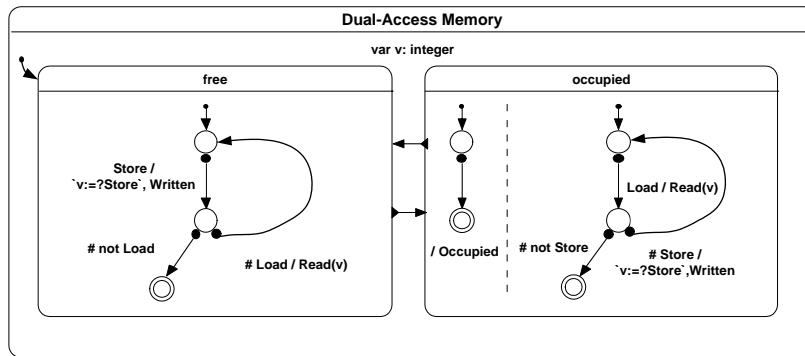 Dual-Access Memory
var v: integer
free
occupied
Store /
`v:=?Store`, Written
# not Load
# Load / Read(v)
/ Occupied
Load / Read(v)
# not Store
# Store /
`v:=?Store`,Written